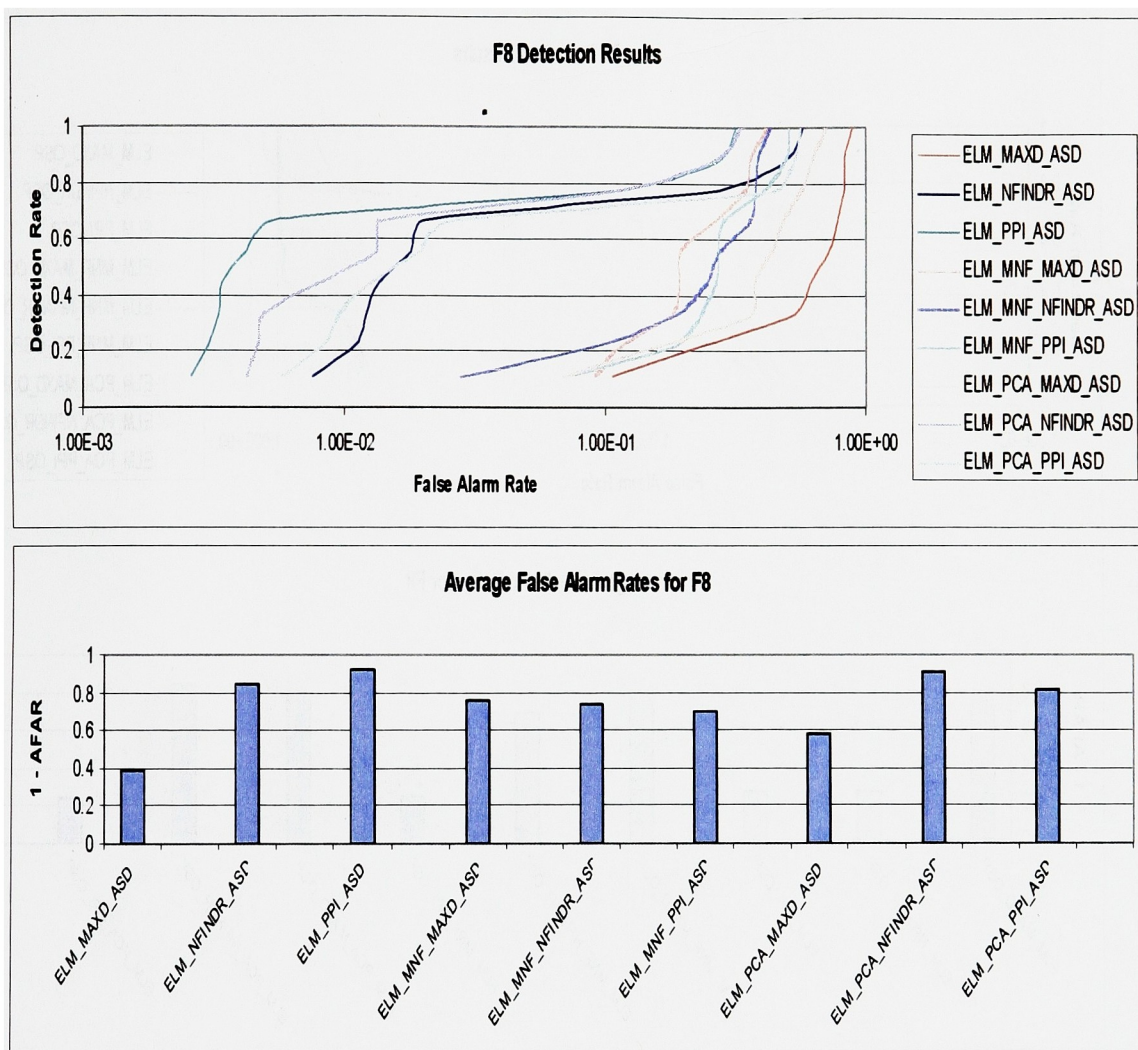 F8 Detection Results
1
0.8
0.6
0.4
0.2
0
Detection Rate
1.00E-03 1.00E-02 1.00E-01 1.00E+00
False Alarm Rate
ELM_MAXD_ASD
ELM_NFINDR_ASD
ELM_PPI_ASD
ELM_MNF_MAXD_ASD
ELM_MNF_NFINDR_ASD
ELM_MNF_PPI_ASD
ELM_PCA_MAXD_ASD
ELM_PCA_NFINDR_ASD
ELM_PCA_PPI_ASD
Average False Alarm Rates for F8
1
0.8
0.6
0.4
0.2
0
1 - AFAR
ELM_MAXD_ASD
ELM_NFINDR_ASD
ELM_PPI_ASD
ELM_MNF_MAXD_ASD
ELM_MNF_NFINDR_ASD
ELM_MNF_PPI_ASD
ELM_PCA_MAXD_ASD
ELM_PCA_NFINDR_ASD
ELM_PCA_PPI_ASD